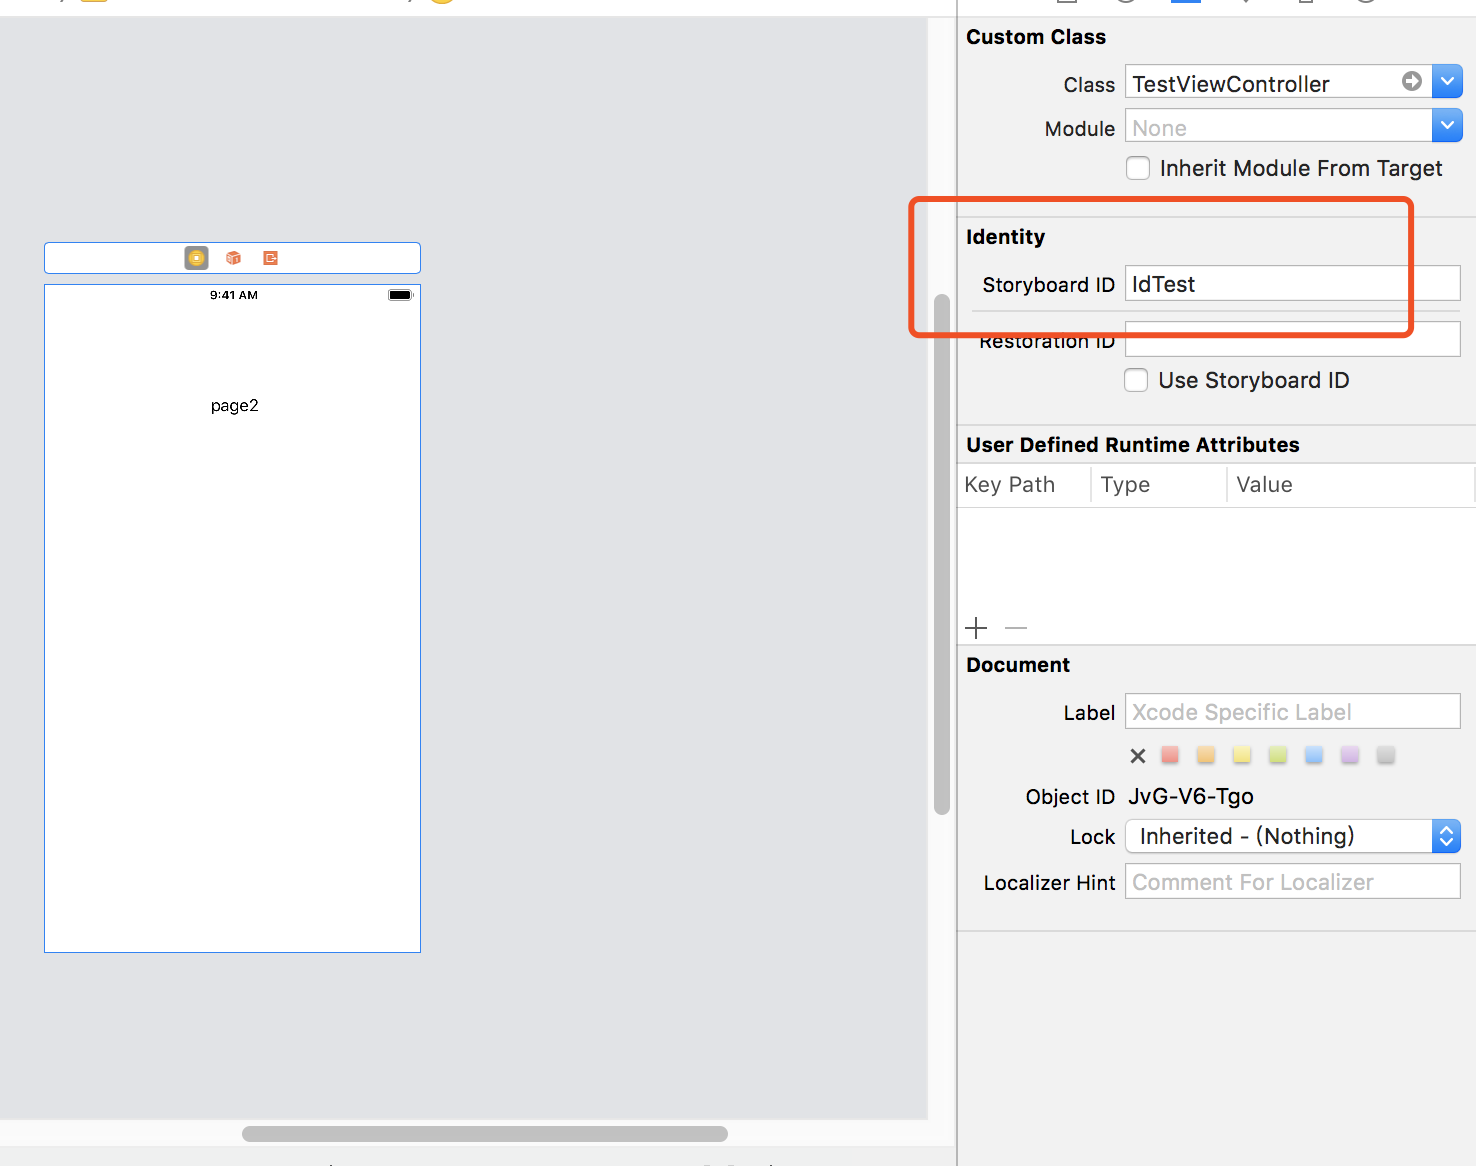 Custom Class
Class TestViewController
Module None
Inherit Module From Target
Identity
Storyboard ID IdTest
Restoration ID
Use Storyboard ID
User Defined Runtime Attributes
Key Path Type Value
Document
Label Xcode Specific Label
Object ID JvG-V6-Tgo
Lock Inherited - (Nothing)
Localizer Hint Comment For Localizer
9:41 AM
page2